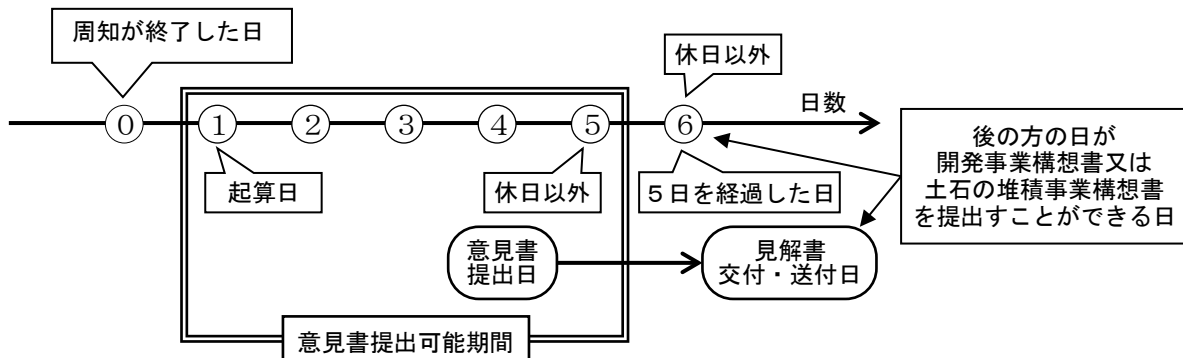 周知が終了した日
休日以外
0
1
2
3
4
5
6
日数
起算日
休日以外
5日を経過した日
後の方の日が
開発事業構想書又は
土石の堆積事業構想書
を提出すことができる日
意見書
提出日
見解書
交付・送付日
意見書提出可能期間